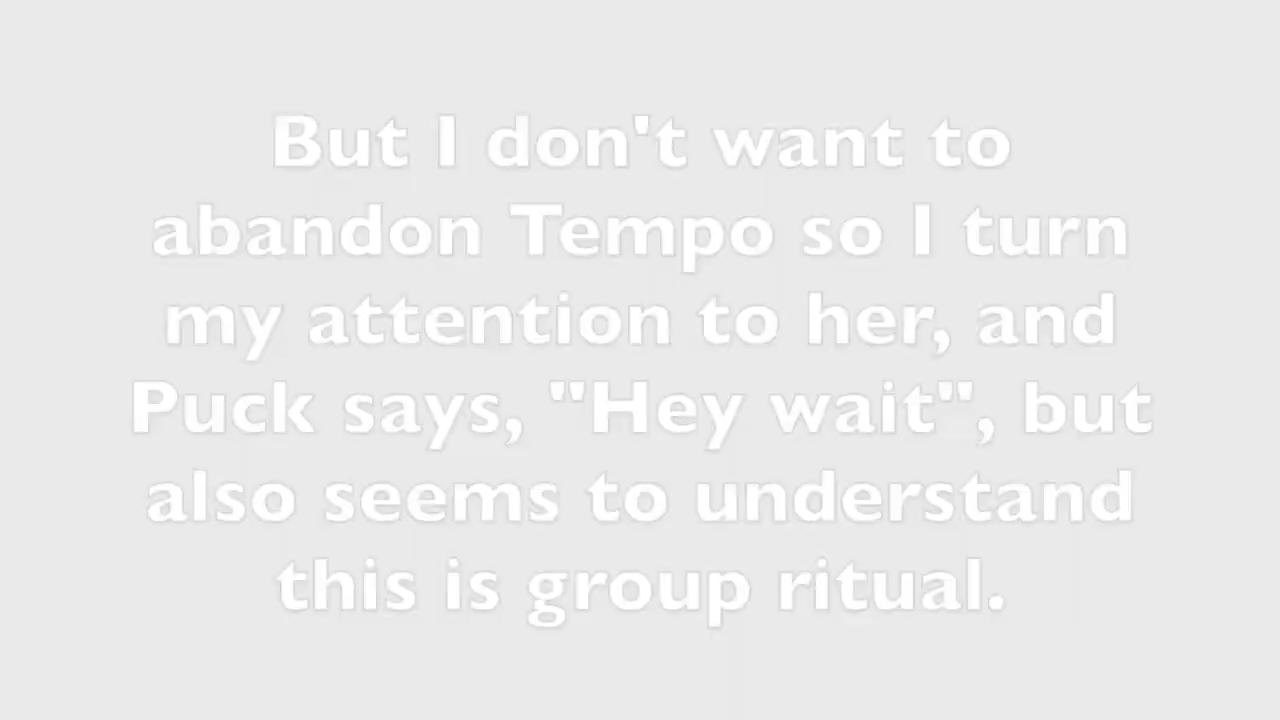 But I don't want to
abandon Tempo so I turn
my attention to her, and
Puck says, "Hey wait", but
also seems to understand
this is group ritual.